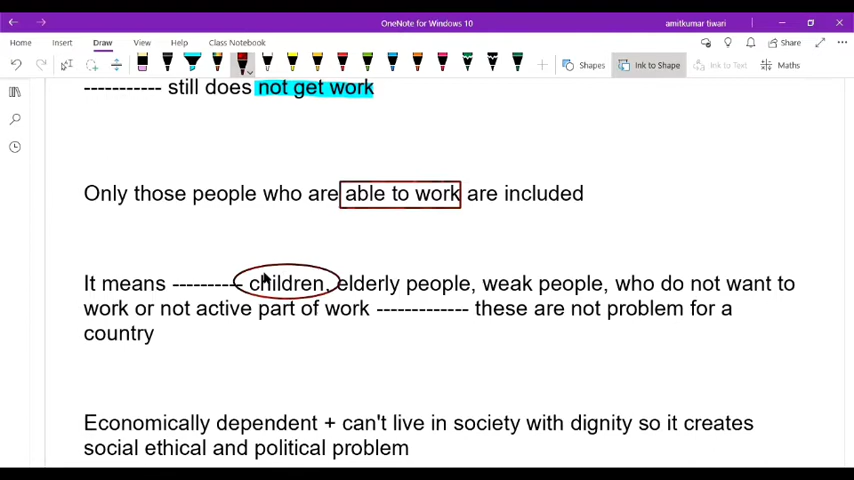 OneNote for Windows 10
amitkumar tiwari
Home Insert Draw View Help Class Notebook
Share
Shapes
Ink to Shape
Ink to Text
Maths
----------- still does not get work
Only those people who are able to work are included
It means ---------- children, elderly people, weak people, who do not want to
work or not active part of work ------------- these are not problem for a
country
Economically dependent + can't live in society with dignity so it creates
social ethical and political problem